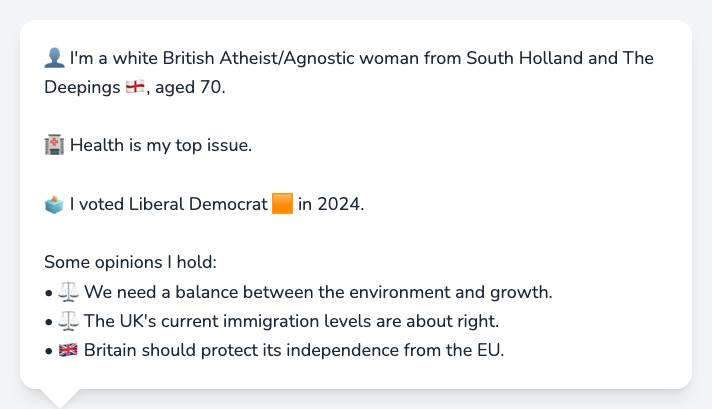 👤 I'm a white British Atheist/Agnostic woman from South Holland and The
Deepings 🏴󠁧󠁢󠁥󠁮󠁧󠁿, aged 70.
🏥 Health is my top issue.
🗳️ I voted Liberal Democrat 🟧 in 2024.
Some opinions I hold:
• ⚖️ We need a balance between the environment and growth.
• ⚖️ The UK's current immigration levels are about right.
• 🇬🇧 Britain should protect its independence from the EU.